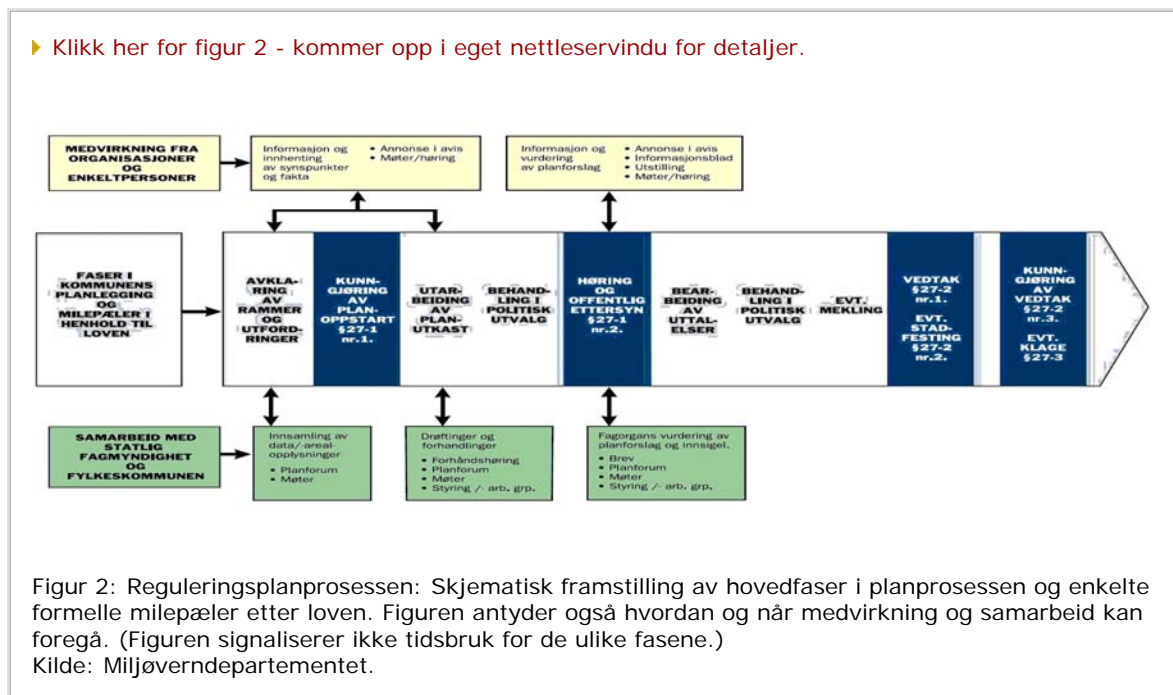 Klikk her for figur 2 - kommer opp i eget nettleservindu for detaljer.
MEDVIRKNING FRA
ORGANISASJONER
OG
ENKELTPERSONER
Informasjon og
innhenting
av synspunkter
og fakta
• Annonse i avis
• Møter/høring
Informasjon og
vurdering
av planforslag
• Annonse i avis
• Informasjonsblad
• Utstilling
• Møter/høring
FASER I
KOMMUNENS
PLANLEGGING
OG
MILEPÆLER I
HENHOLD TIL
LOVEN
AVKLA-
RING
AV
RAMMER
OG
UTFORD-
RINGER
KUNN-
GJØRING
AV
PLAN-
OPPSTART
§27-1
nr.1.
UTAR-
BEIDING
AV
PLAN-
UTKAST
BEHAND-
LING I
POLITISK
UTVALG
HØRING
OG
OFFENTLIG
ETTERSYN
§27-1
nr.2.
BEAR-
BEIDING
AV
UTTAL-
ELSER
BEHAND-
LING I
POLITISK
UTVALG
EVT.
MEKLING
VEDTAK
§27-2
nr.1.
EVT.
STAD-
FESTING
§27-2
nr.2.
KUNN-
GJØRING
AV
VEDTAK
§27-2
nr.3.
EVT.
KLAGE
§27-3
SAMARBEID MED
STATLIG
FAGMYNDIGHET
OG
FYLKESKOMMUNEN
Innsamling av
data/-areal-
opplysninger
• Planforum
• Møter
Drøftinger og
forhandlinger
• Forhåndshøring
• Planforum
• Møter
• Styring /- arb. grp.
Fagorgans vurdering av
planforslag og innsigel.
• Brev
• Planforum
• Møter
• Styring /- arb. grp.
Figur 2: Reguleringsplanprosessen: Skjematisk framstilling av hovedfaser i planprosessen og enkelte
formelle milepæler etter loven. Figuren antyder også hvordan og når medvirkning og samarbeid kan
foregå. (Figuren signaliserer ikke tidsbruk for de ulike fasene.)
Kilde: Miljøverndepartementet.